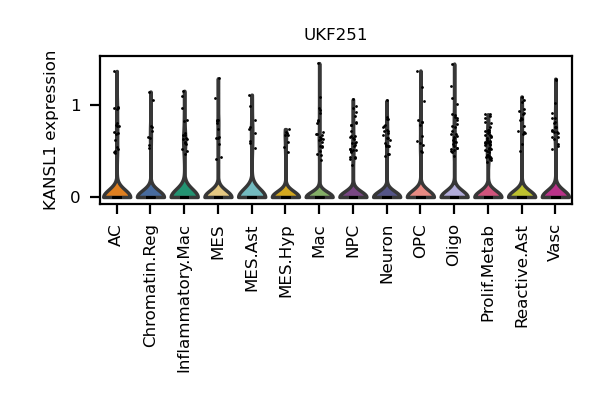 UKF251
KANSL1 expression
1
0
AC
Chromatin.Reg
Inflammatory.Mac
MES
MES.Ast
MES.Hyp
Mac
NPC
Neuron
OPC
Oligo
Prolif.Metab
Reactive.Ast
Vasc